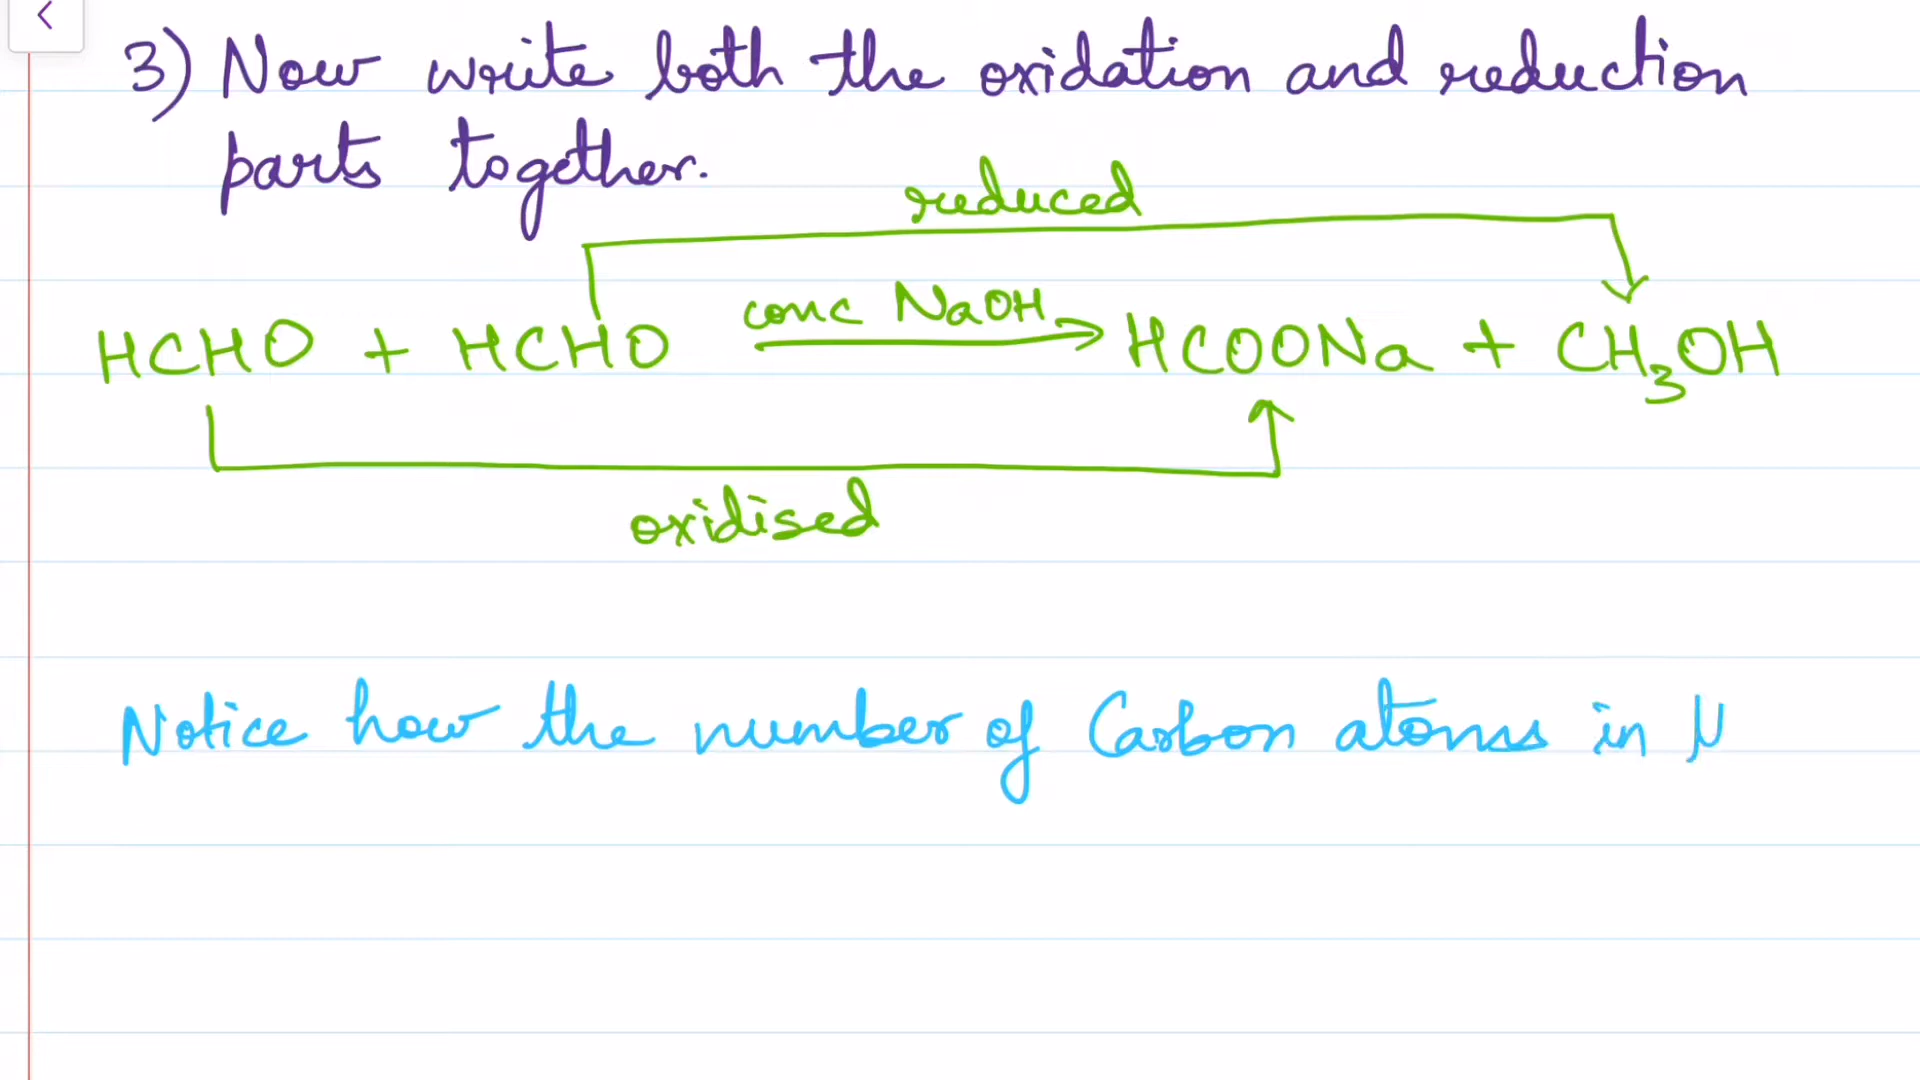 3) Now write both the oxidation and reduction
parts together.
reduced
HCHO + HCHO conc NaOH → HCOONa + CH₃OH
oxidised
Notice how the number of Carbon atoms in